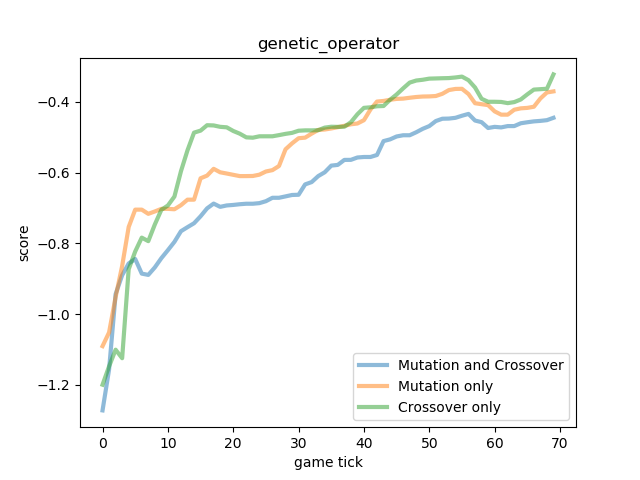 genetic_operator
score
−0.4
−0.6
−0.8
−1.0
−1.2
0 10 20 30 40 50 60 70
game tick
Mutation and Crossover
Mutation only
Crossover only